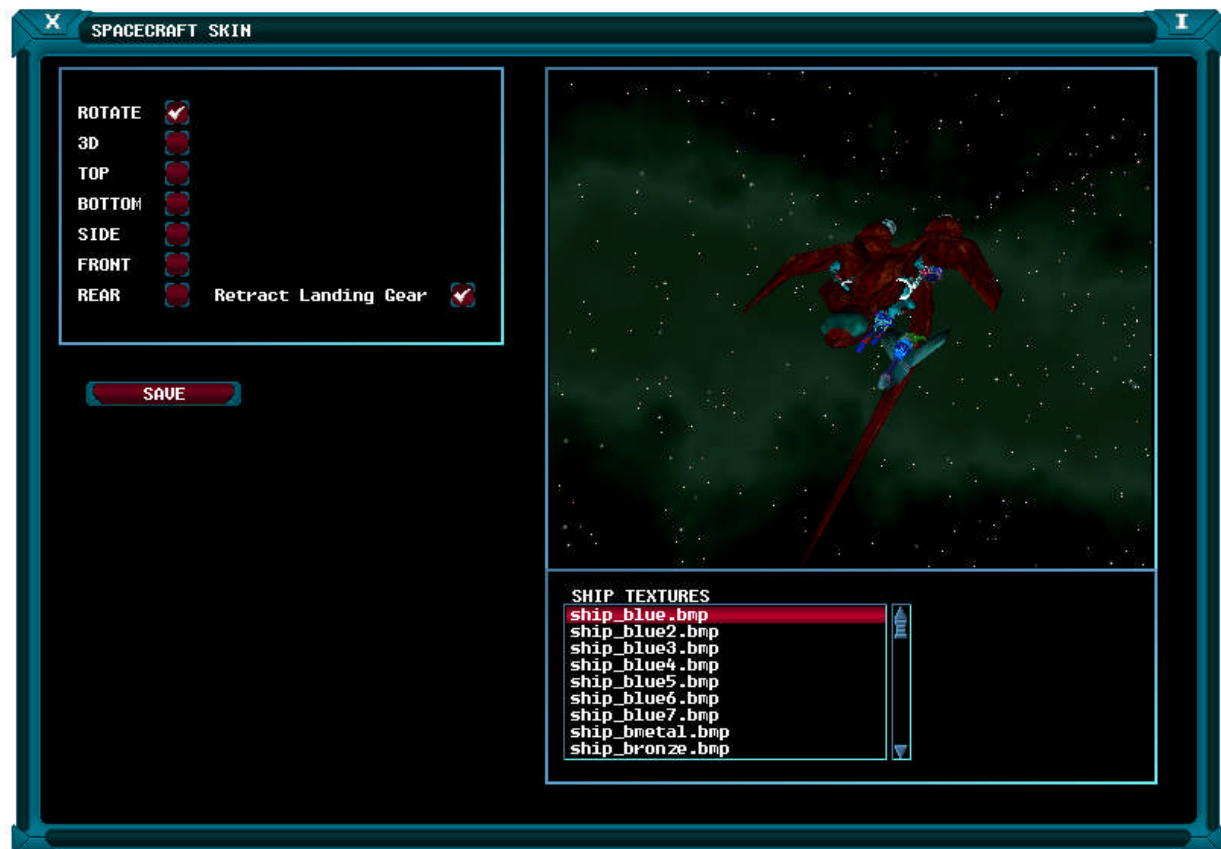 X
SPACECRAFT SKIN
I
ROTATE
3D
TOP
BOTTOM
SIDE
FRONT
REAR Retract Landing Gear
SAVE
SHIP TEXTURES
ship_blue.bmp
ship_blue2.bmp
ship_blue3.bmp
ship_blue4.bmp
ship_blue5.bmp
ship_blue6.bmp
ship_blue7.bmp
ship_bmetal.bmp
ship_bronze.bmp